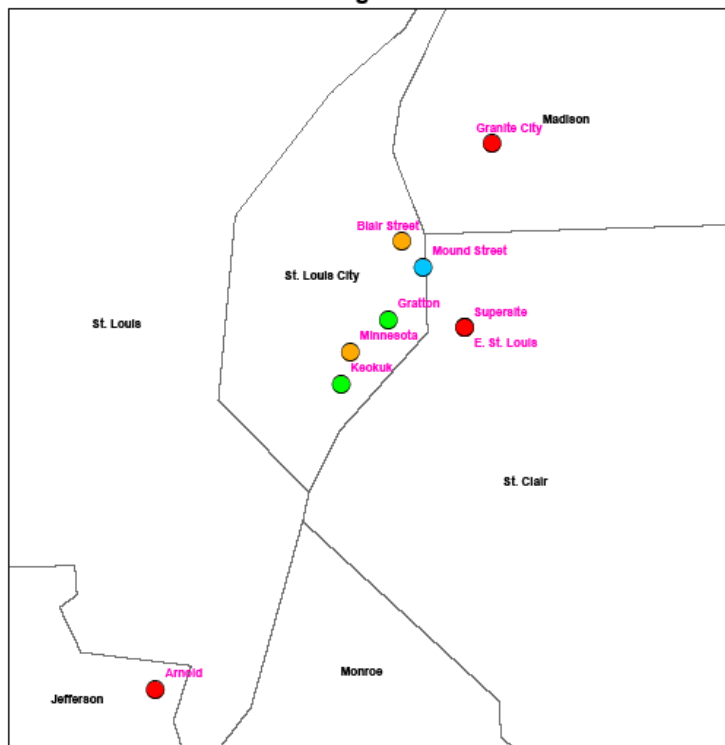 Madison
Granite City
Blair Street
Mound Street
St. Louis City
Gratton
Supersite
St. Louis
Minnesota
E. St. Louis
Keokuk
St. Clair
Arnold
Monroe
Jefferson